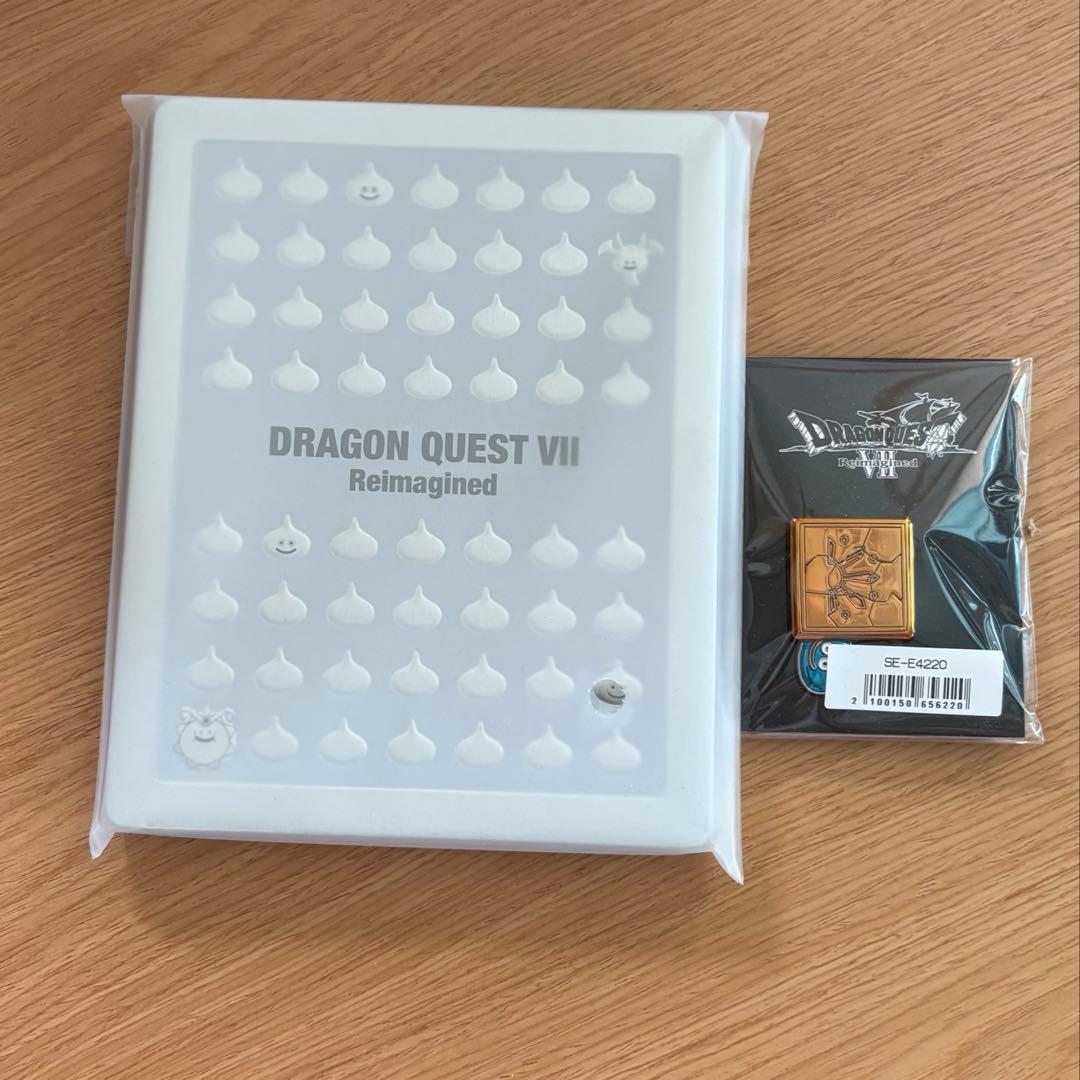 DRAGON QUEST VII
Reimagined
DRAGON QUEST
VII
Reimagined
SE-E4220
2 100150 656220